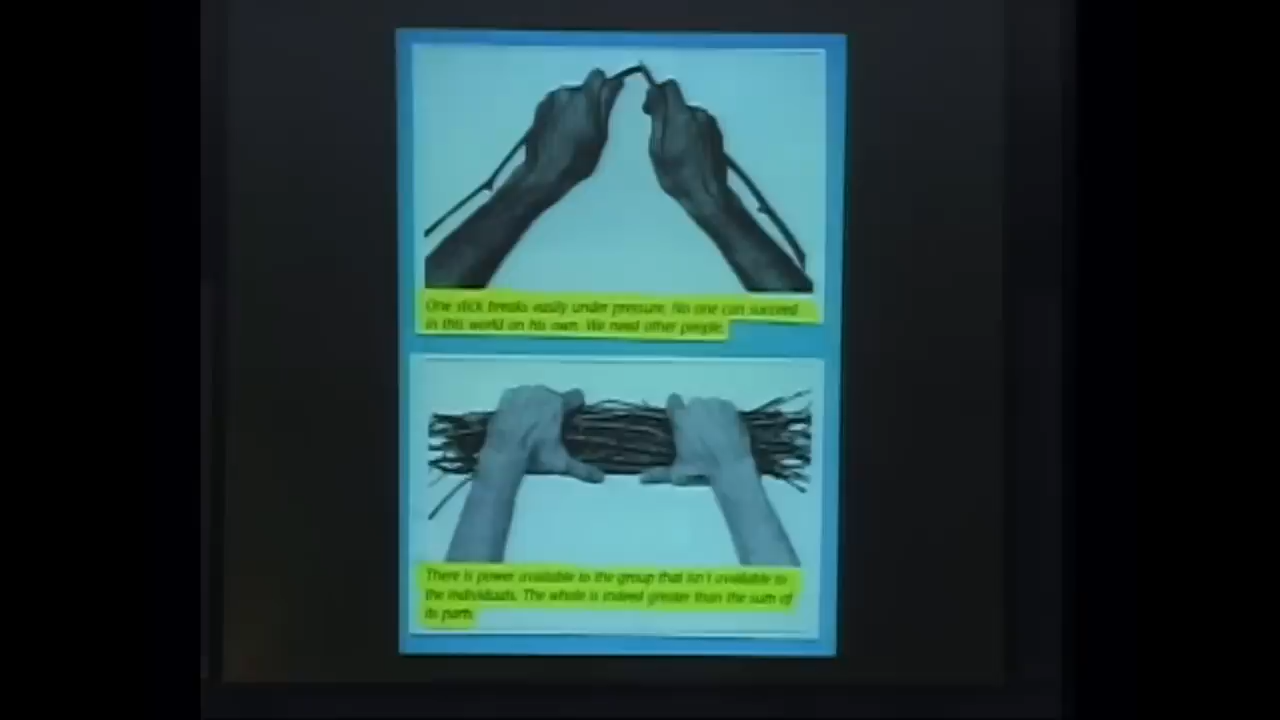 One stick breaks easily under pressure. No one can succeed
in this world on his own. We need other people.
There is power available to the group that isn't available to
the individuals. The whole is indeed greater than the sum of
its parts.